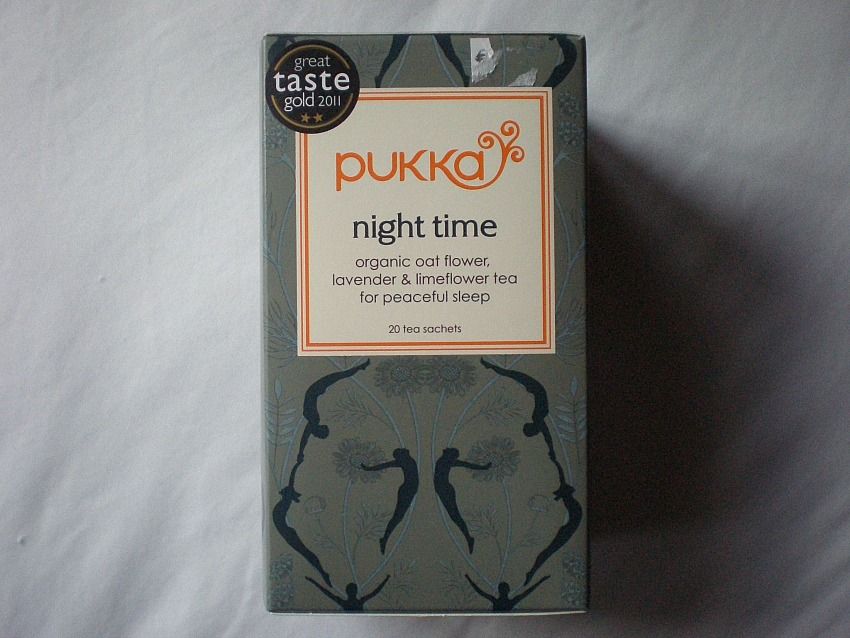 great
taste
gold 2011
pukka
night time
organic oat flower,
lavender & limeflower tea
for peaceful sleep
20 tea sachets